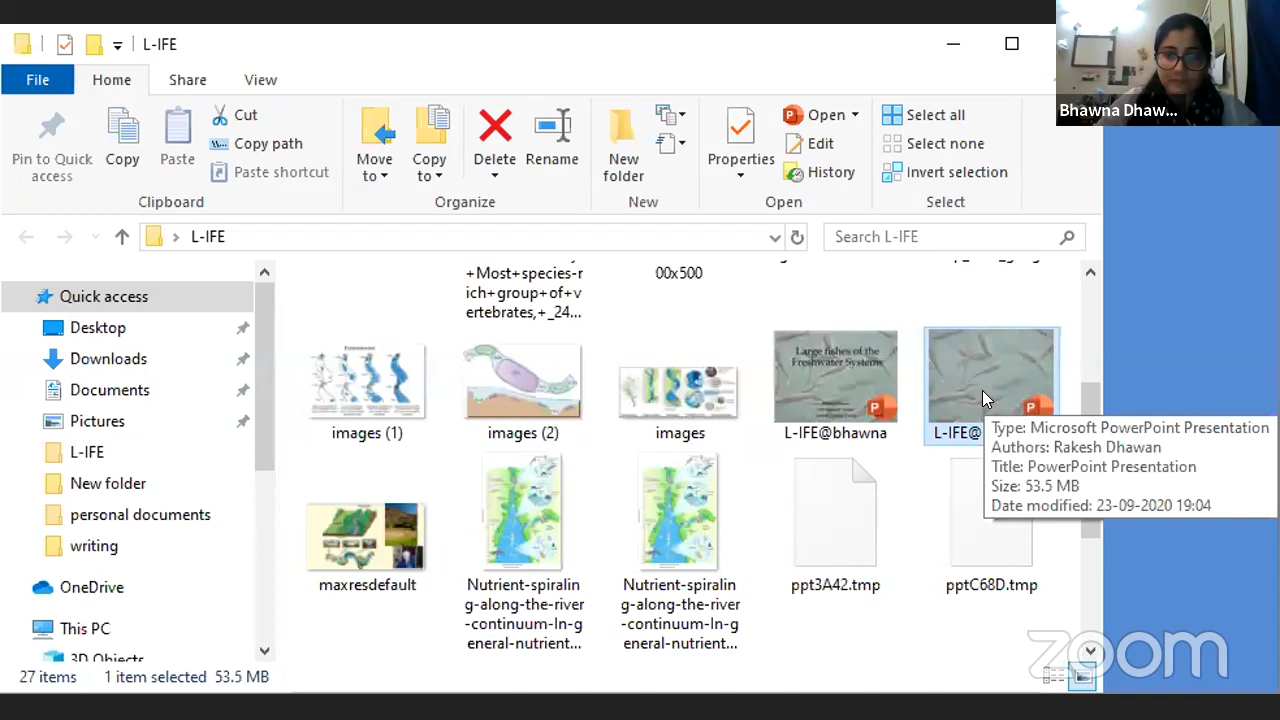 L-IFE
File
Home
Share
View
Pin to Quick access
Copy
Paste
Cut
Copy path
Paste shortcut
Clipboard
Move to
Copy to
Delete
Rename
Organize
New folder
New
Properties
Open
Edit
History
Open
Select all
Select none
Invert selection
Select
Bhawna Dhaw...
L-IFE
Search L-IFE
Quick access
Desktop
Downloads
Documents
Pictures
L-IFE
New folder
personal documents
writing
OneDrive
This PC
3D Objects
+Most+species-r
ich+group+of+v
ertebrates,+_24...
00x500
images (1)
images (2)
images
Large fishes of the
Freshwater Systems
L-IFE@bhawna
L-IFE@
Type: Microsoft PowerPoint Presentation
Authors: Rakesh Dhawan
Title: PowerPoint Presentation
Size: 53.5 MB
Date modified: 23-09-2020 19:04
maxresdefault
Nutrient-spiralin
g-along-the-river
-continuum-In-g
eneral-nutrient...
Nutrient-spiralin
g-along-the-river
-continuum-In-g
eneral-nutrient...
ppt3A42.tmp
pptC68D.tmp
27 items
1 item selected
53.5 MB
zoom